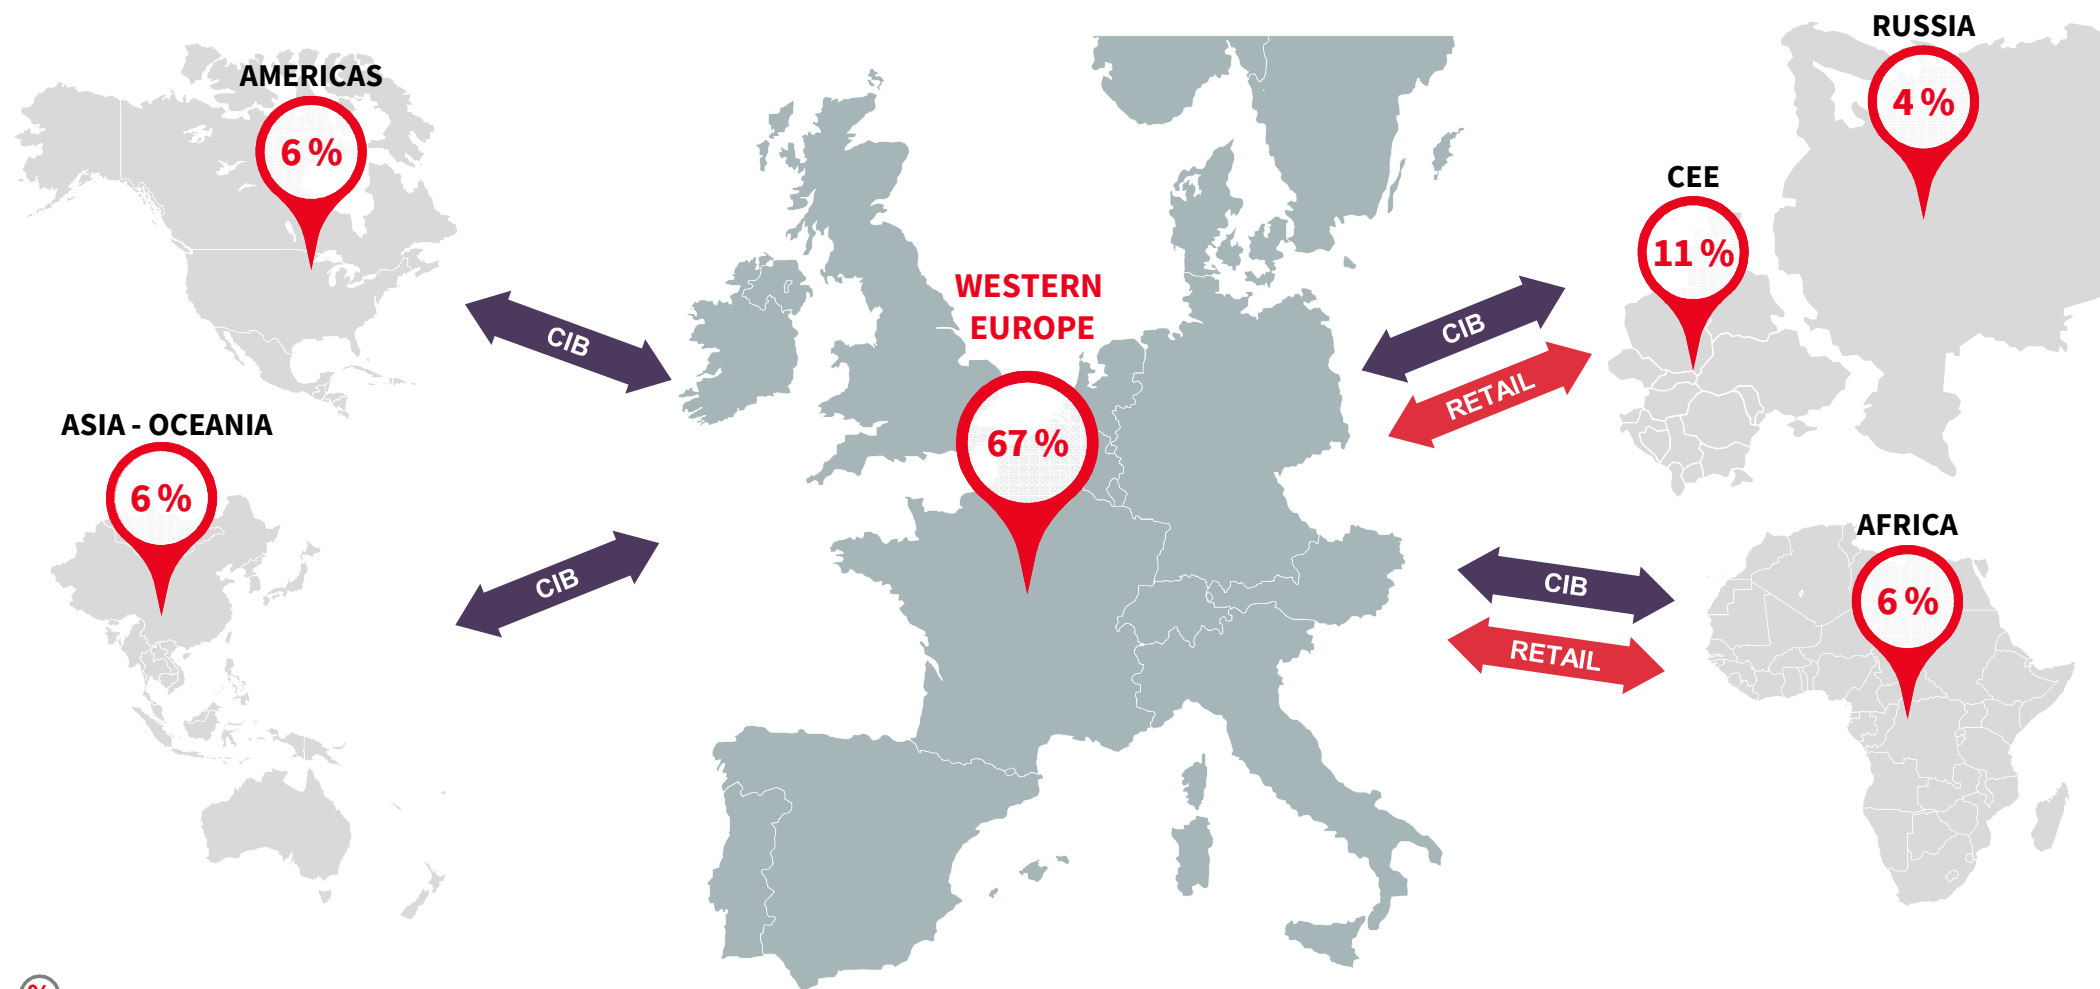 RUSSIA
4 %
AMERICAS
6 %
CEE
11 %
WESTERN
EUROPE
67 %
CIB
CIB
RETAIL
ASIA - OCEANIA
6 %
CIB
AFRICA
6 %
CIB
RETAIL
%